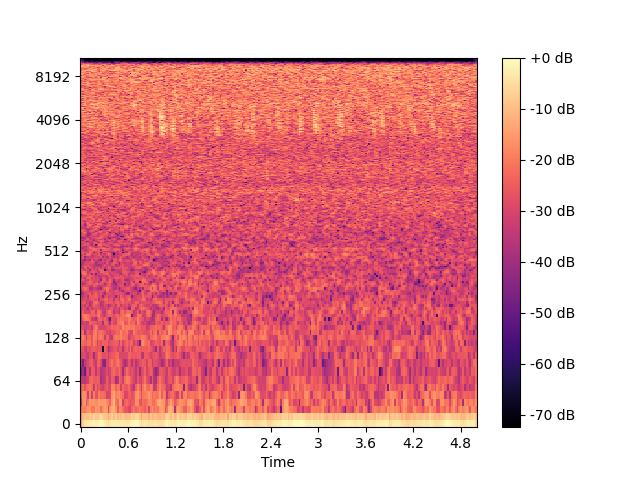 8192
4096
2048
1024
512
256
128
64
0
Hz
0 0.6 1.2 1.8 2.4 3 3.6 4.2 4.8
Time
+0 dB
-10 dB
-20 dB
-30 dB
-40 dB
-50 dB
-60 dB
-70 dB